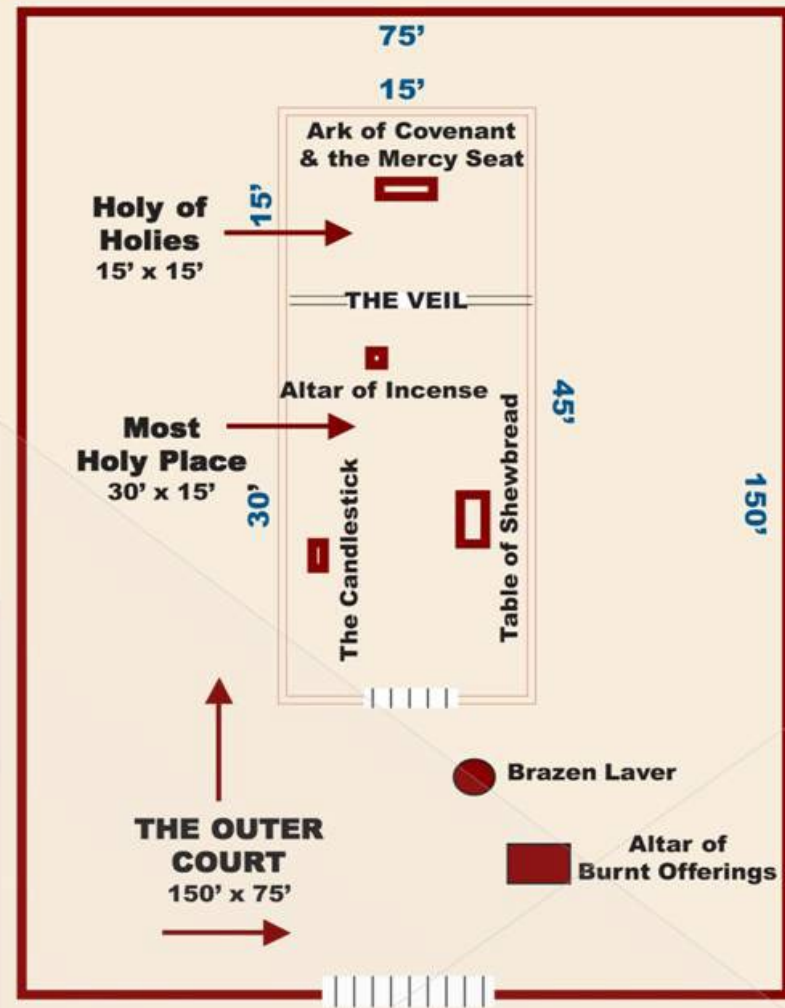 75’
15’
Ark of Covenant
& the Mercy Seat
15’
Holy of
Holies
15’ x 15’
THE VEIL
Altar of Incense
45’
Most
Holy Place
30’ x 15’
30’
The Candlestick
Table of Shewbread
150’
Brazen Laver
THE OUTER
COURT
150’ x 75’
Altar of
Burnt Offerings